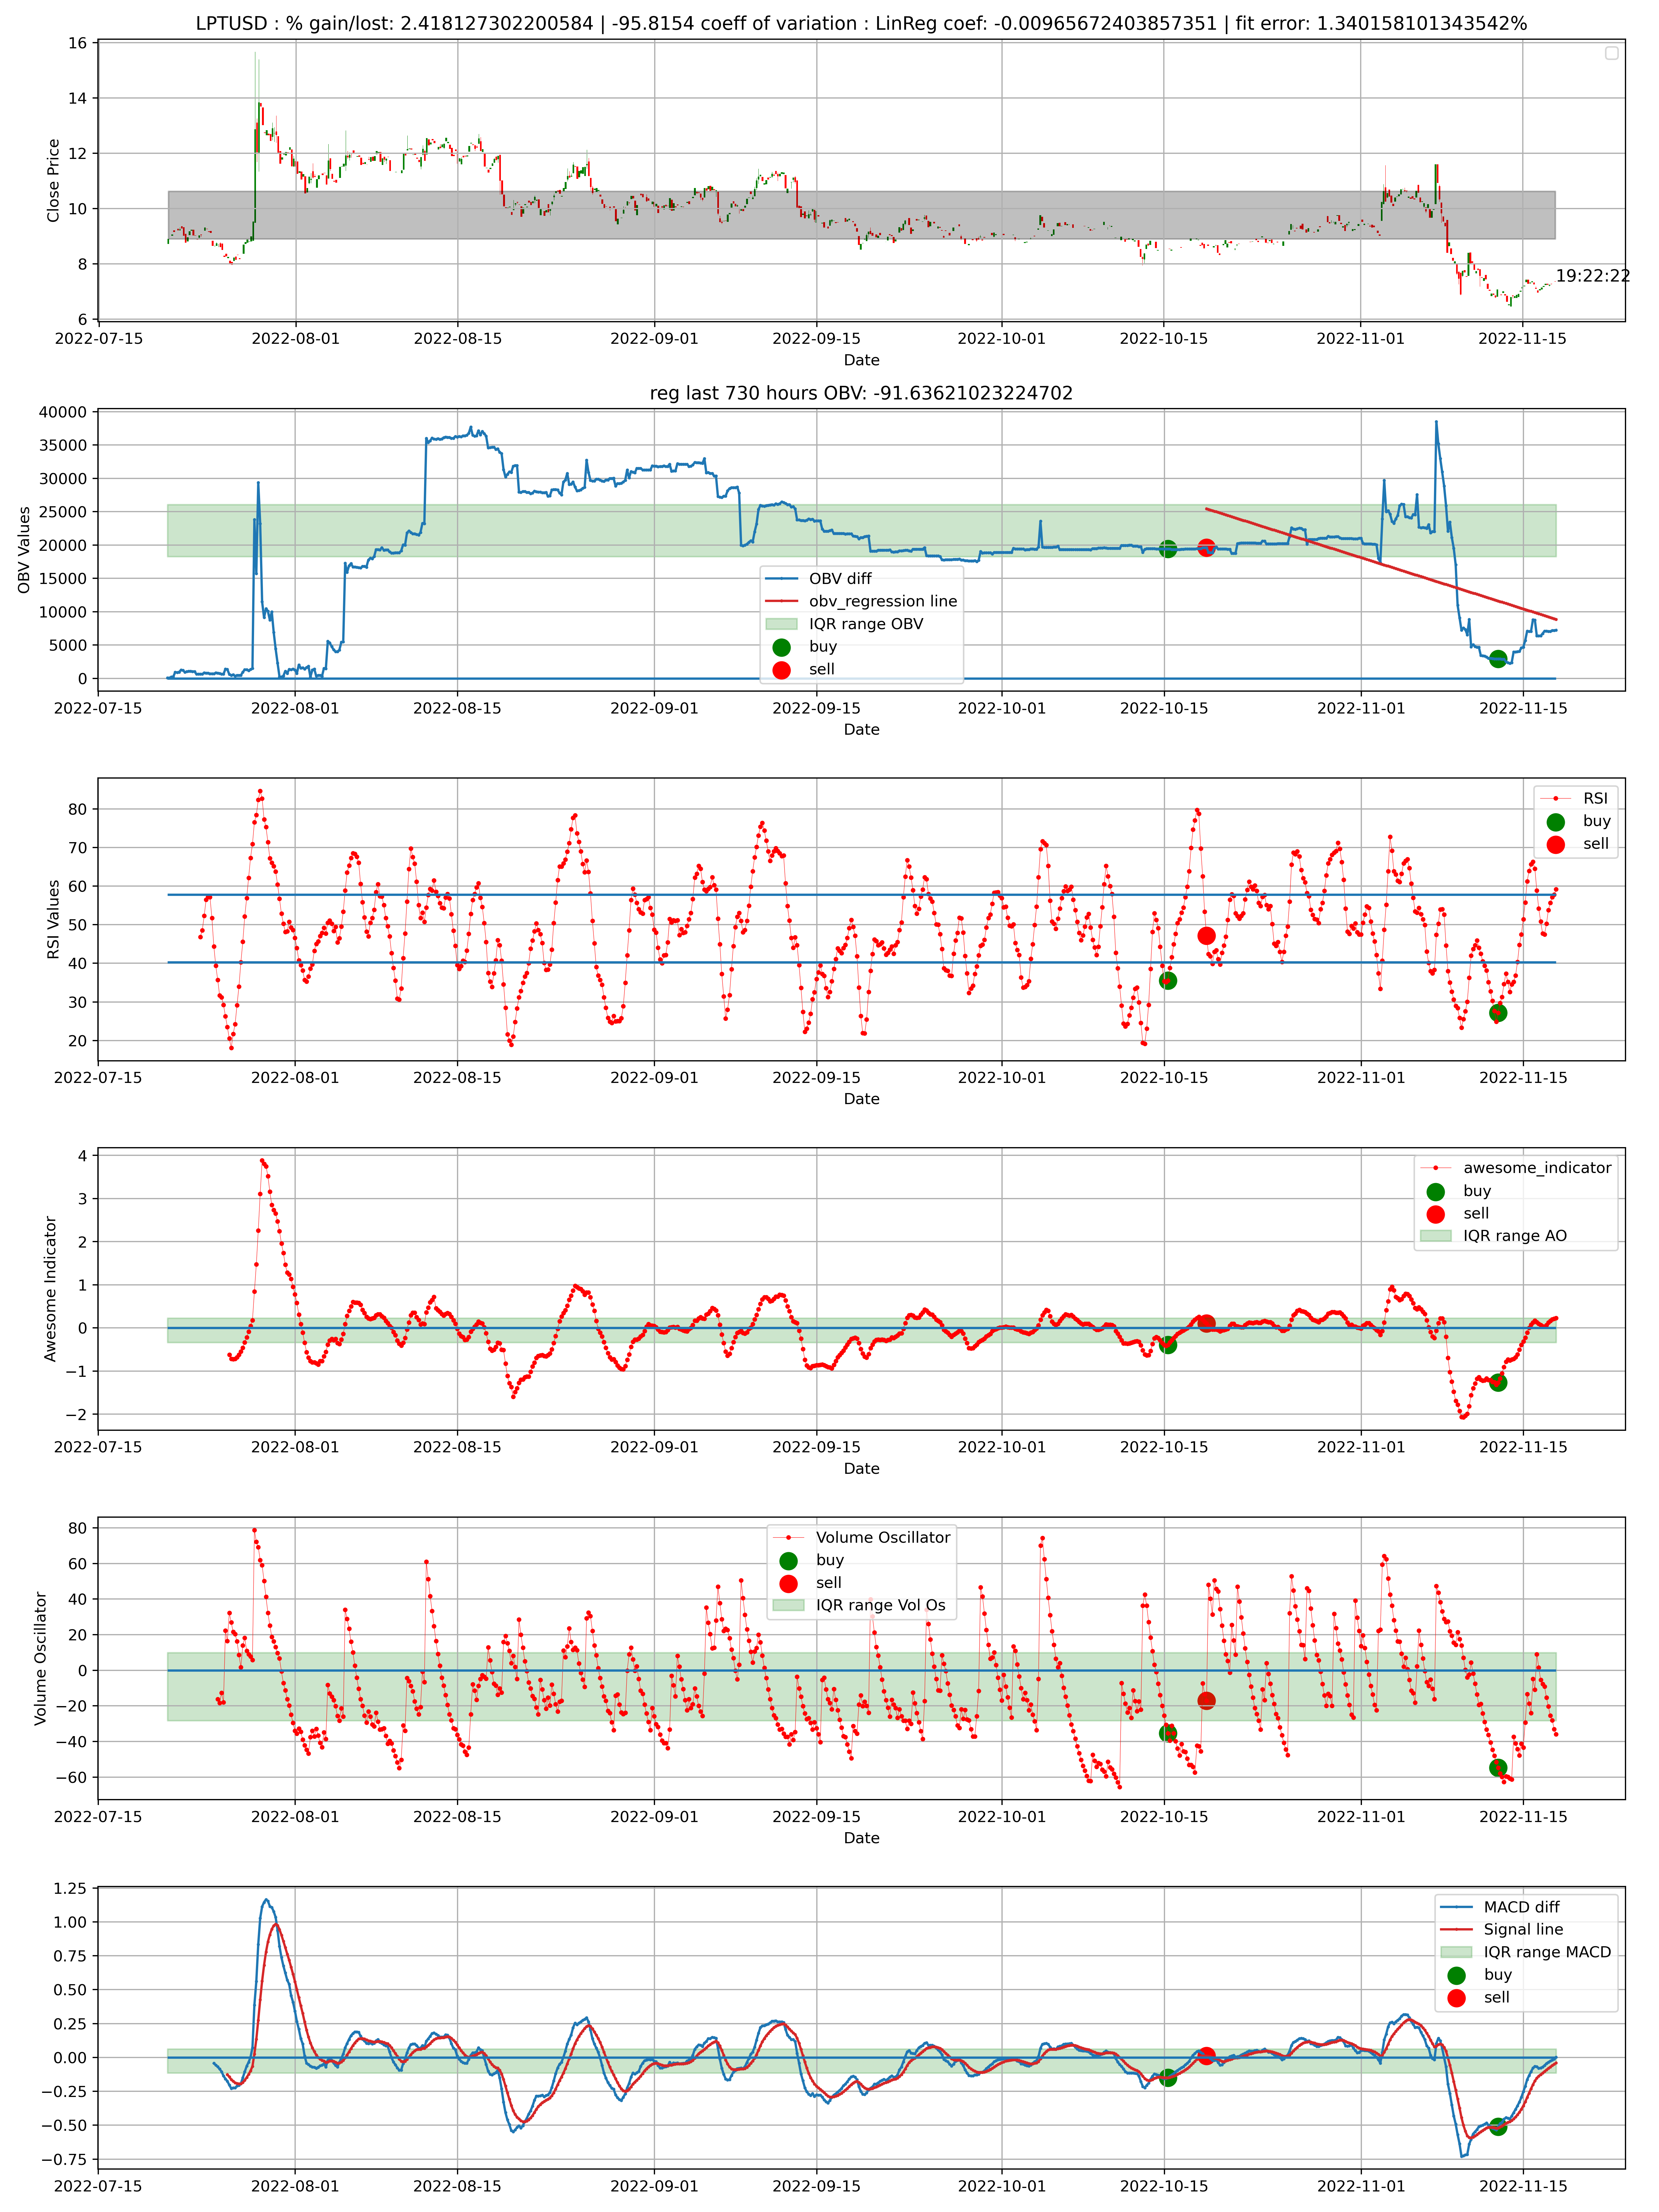 LPTUSD : % gain/lost: 2.418127302200584 | -95.8154 coeff of variation : LinReg coef: -0.00965672403857351 | fit error: 1.340158101343542%
16
14
12
10
8
6
Close Price
19:22:22
2022-07-15 2022-08-01 2022-08-15 2022-09-01 2022-09-15 2022-10-01 2022-10-15 2022-11-01 2022-11-15
Date
reg last 730 hours OBV: -91.63621023224702
40000
35000
30000
25000
20000
15000
10000
5000
0
OBV Values
OBV diff
obv_regression line
IQR range OBV
buy
sell
2022-07-15 2022-08-01 2022-08-15 2022-09-01 2022-09-15 2022-10-01 2022-10-15 2022-11-01 2022-11-15
Date
80
70
60
50
40
30
20
RSI Values
RSI
buy
sell
2022-07-15 2022-08-01 2022-08-15 2022-09-01 2022-09-15 2022-10-01 2022-10-15 2022-11-01 2022-11-15
Date
4
3
2
1
0
−1
−2
Awesome Indicator
awesome_indicator
buy
sell
IQR range AO
2022-07-15 2022-08-01 2022-08-15 2022-09-01 2022-09-15 2022-10-01 2022-10-15 2022-11-01 2022-11-15
Date
80
60
40
20
0
−20
−40
−60
Volume Oscillator
Volume Oscillator
buy
sell
IQR range Vol Os
2022-07-15 2022-08-01 2022-08-15 2022-09-01 2022-09-15 2022-10-01 2022-10-15 2022-11-01 2022-11-15
Date
1.25
1.00
0.75
0.50
0.25
0.00
−0.25
−0.50
−0.75
MACD diff
Signal line
IQR range MACD
buy
sell
2022-07-15 2022-08-01 2022-08-15 2022-09-01 2022-09-15 2022-10-01 2022-10-15 2022-11-01 2022-11-15